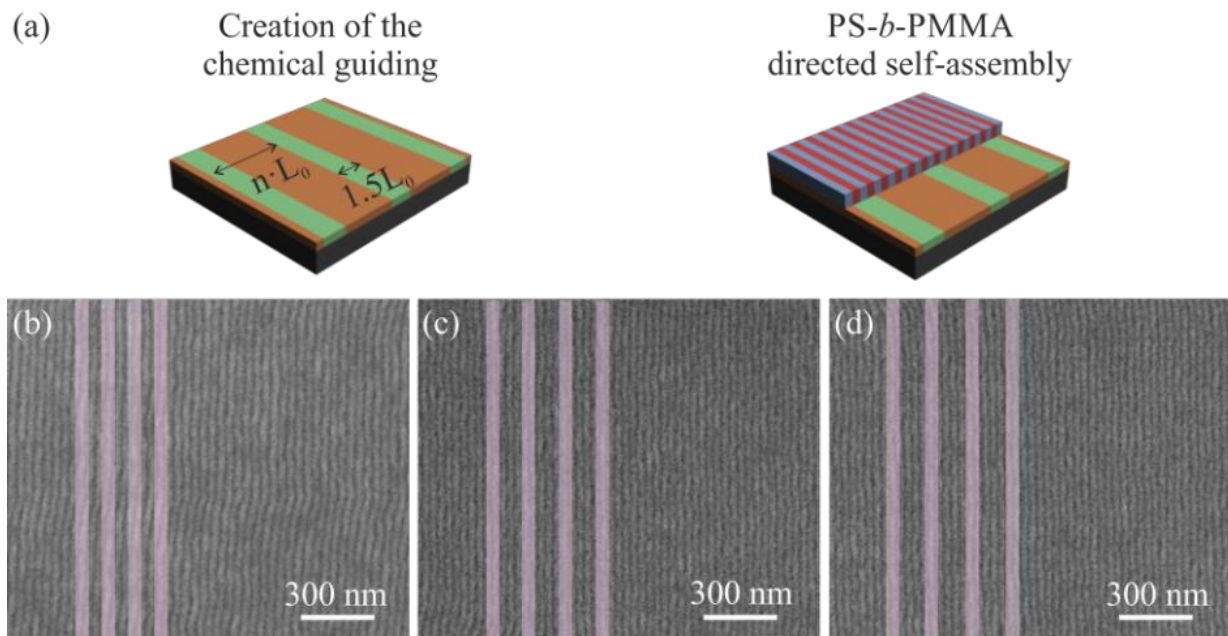 (a)
Creation of the
chemical guiding
PS-b-PMMA
directed self-assembly
n·L₀
1.5L₀
(b)
300 nm
(c)
300 nm
(d)
300 nm